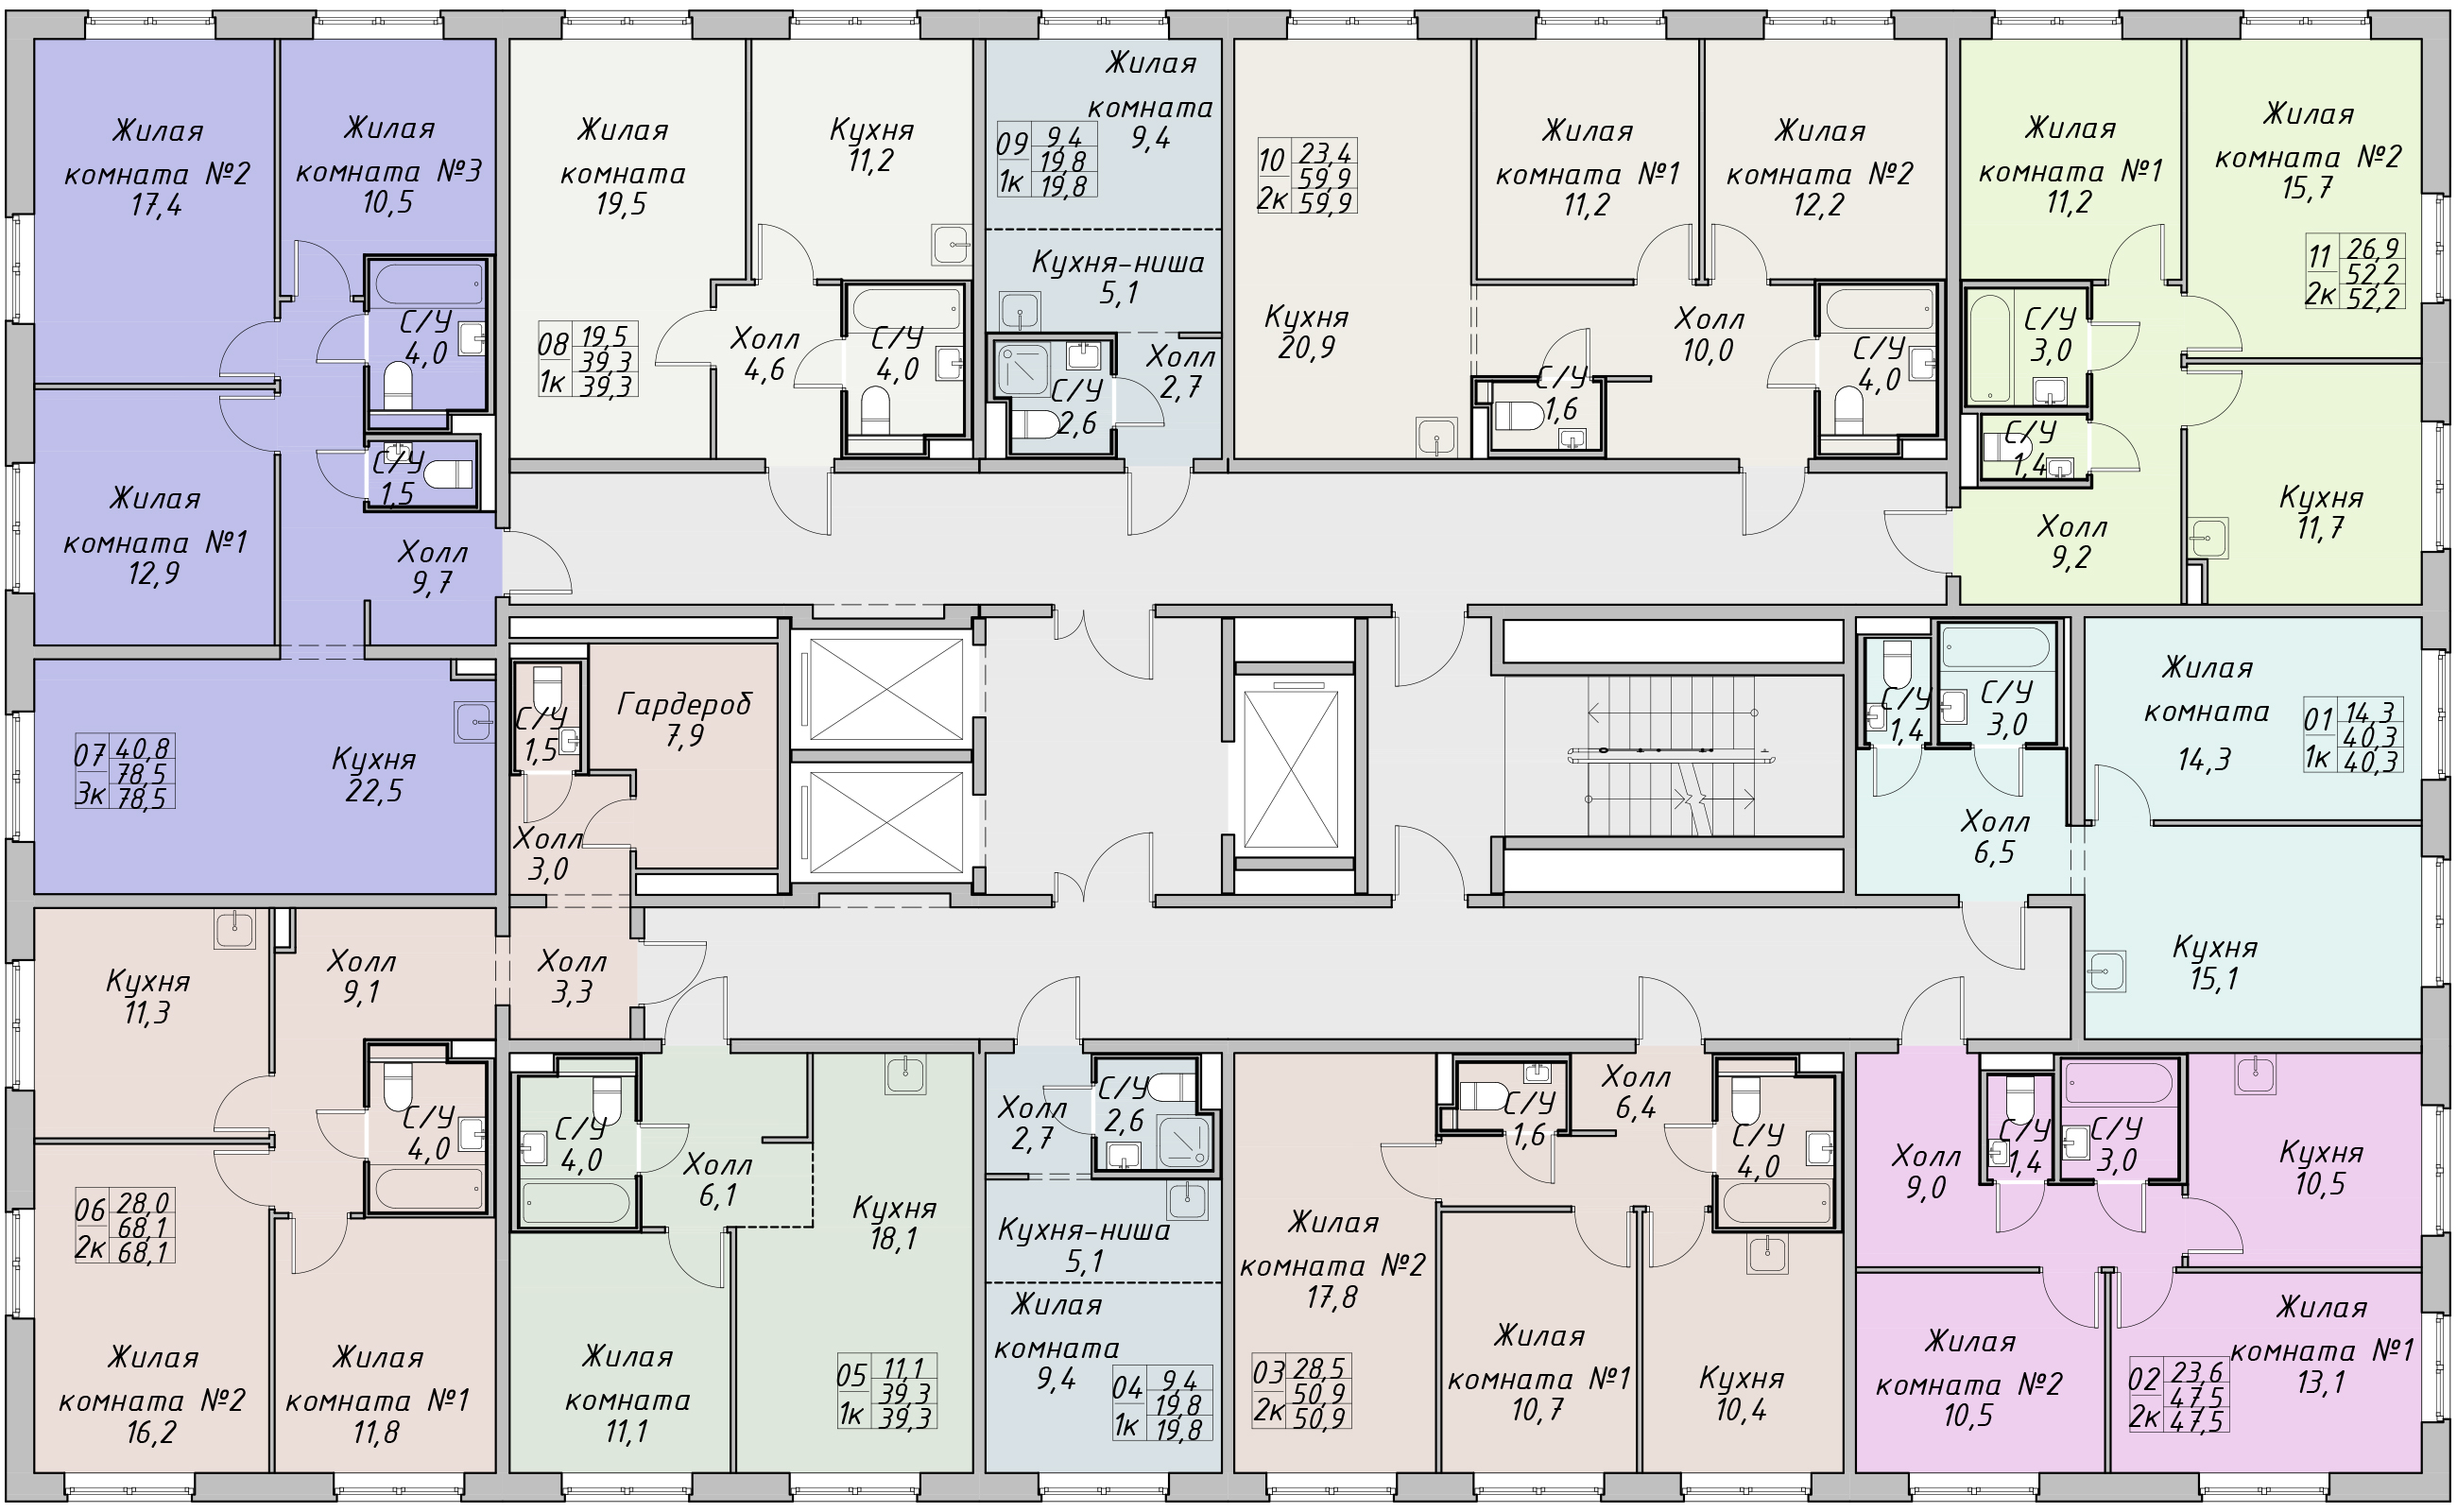 Жилая
комната №2
17,4
Жилая
комната №3
10,5
С/У
4,0
С/У
1,5
Жилая
комната №1
12,9
Холл
9,7
07 40,8
78,5
3к 78,5
Кухня
22,5
Жилая
комната
19,5
Кухня
11,2
08 19,5
39,3
1к 39,3
Холл
4,6
С/У
4,0
Жилая
комната
9,4
09 9,4
19,8
1к 19,8
Кухня-ниша
5,1
Холл
2,7
С/У
2,6
10 23,4
59,9
2к 59,9
Кухня
20,9
Жилая
комната №1
11,2
Жилая
комната №2
12,2
Холл
10,0
С/У
1,6
С/У
4,0
Жилая
комната №1
11,2
Жилая
комната №2
15,7
11 26,9
52,2
2к 52,2
С/У
3,0
С/У
1,4
Холл
9,2
Кухня
11,7
С/У
1,5
Гардероб
7,9
Холл
3,0
Холл
3,3
С/У
1,4
С/У
3,0
Холл
6,5
Жилая
комната
14,3
01 14,3
40,3
1к 40,3
Кухня
15,1
Кухня
11,3
Холл
9,1
С/У
4,0
06 28,0
68,1
2к 68,1
Жилая
комната №2
16,2
Жилая
комната №1
11,8
С/У
4,0
Холл
6,1
Кухня
18,1
Жилая
комната
11,1
05 11,1
39,3
1к 39,3
Холл
2,7
С/У
2,6
Кухня-ниша
5,1
Жилая
комната
9,4
04 9,4
19,8
1к 19,8
С/У
1,6
Холл
6,4
С/У
4,0
Жилая
комната №2
17,8
03 28,5
50,9
2к 50,9
Жилая
комната №1
10,7
Кухня
10,4
Холл
9,0
С/У
1,4
С/У
3,0
Кухня
10,5
Жилая
комната №2
10,5
Жилая
комната №1
13,1
02 23,6
47,5
2к 47,5